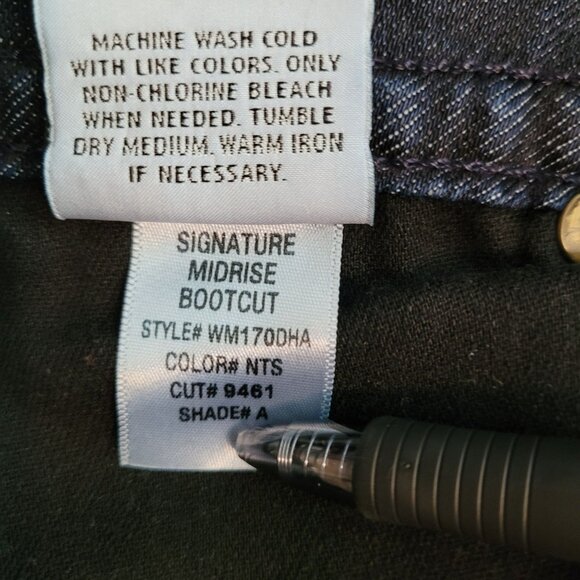 MACHINE WASH COLD
WITH LIKE COLORS. ONLY
NON-CHLORINE BLEACH
WHEN NEEDED. TUMBLE
DRY MEDIUM. WARM IRON
IF NECESSARY.
SIGNATURE
MIDRISE
BOOTCUT
STYLE# WM170DHA
COLOR# NTS
CUT# 9461
SHADE# A